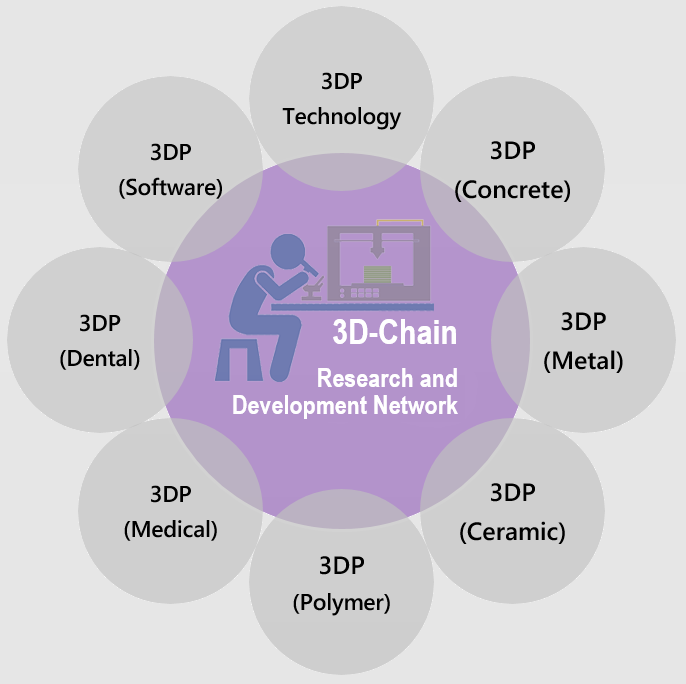 3DP
Technology
3DP
(Concrete)
3DP
(Metal)
3DP
(Ceramic)
3DP
(Polymer)
3DP
(Medical)
3DP
(Dental)
3DP
(Software)
3D-Chain
Research and
Development Network